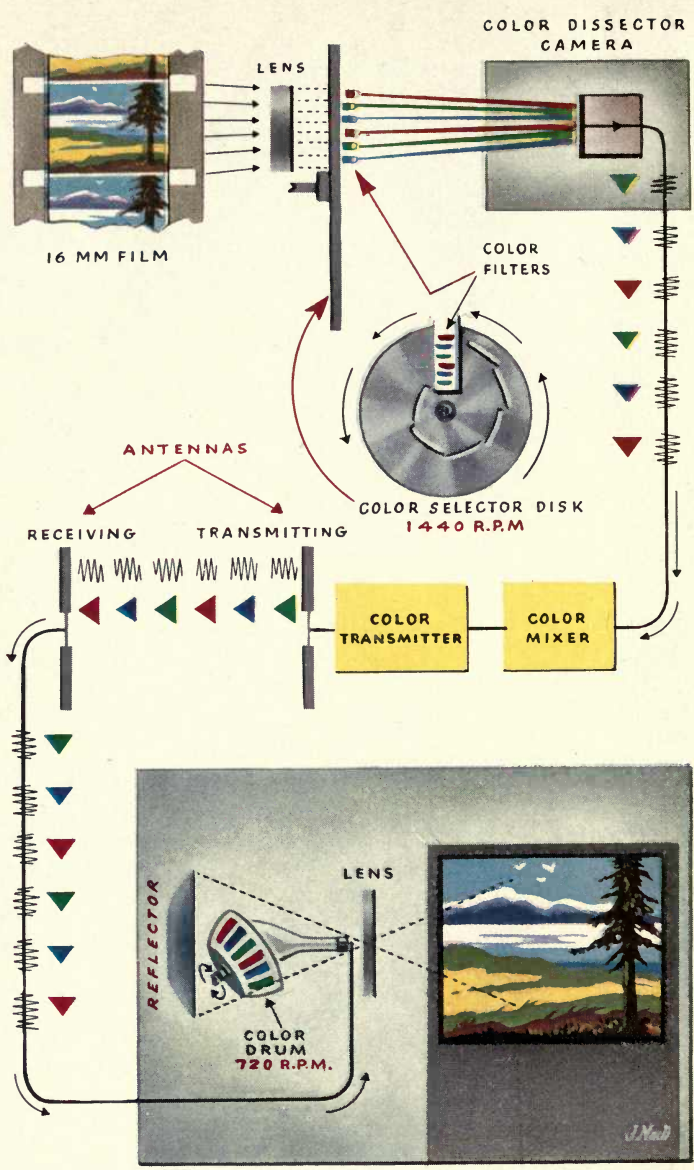 COLOR DISSECTOR
CAMERA
LENS
16 MM FILM
COLOR
FILTERS
COLOR SELECTOR DISK
1440 R.P.M
ANTENNAS
RECEIVING
TRANSMITTING
COLOR
TRANSMITTER
COLOR
MIXER
LENS
REFLECTOR
COLOR
DRUM
720 R.P.M.